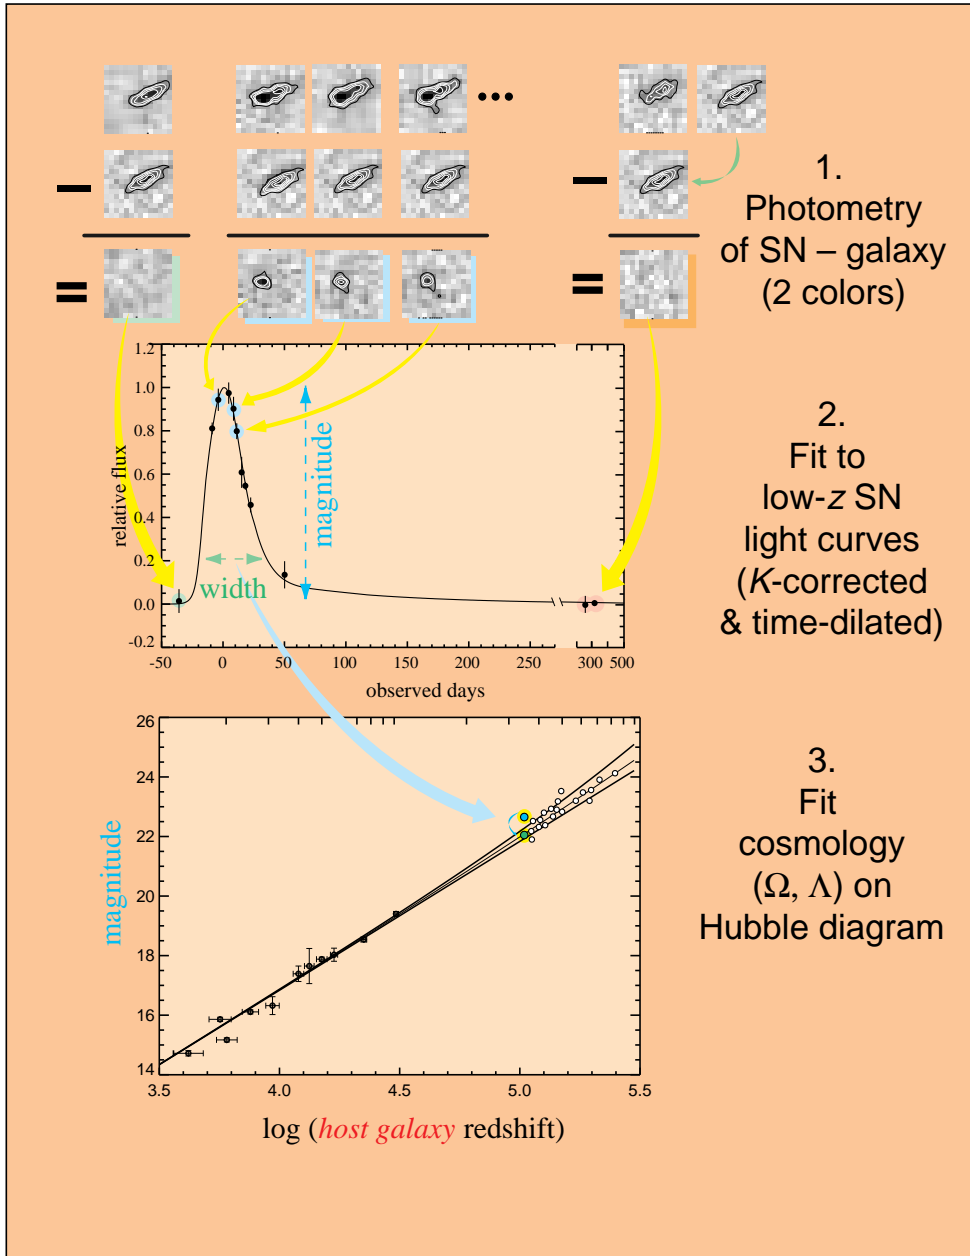 1.
Photometry
of SN – galaxy
(2 colors)
•••
–
–
=
=
1.2
1.0
0.8
0.6
0.4
0.2
0.0
-0.2
relative flux
magnitude
width
-50
0
50
100
150
200
250
300
500
observed days
2.
Fit to
low-z SN
light curves
(K-corrected
& time-dilated)
26
24
22
20
18
16
14
magnitude
3.5
4.0
4.5
5.0
5.5
log (host galaxy redshift)
3.
Fit
cosmology
(Ω, Λ) on
Hubble diagram